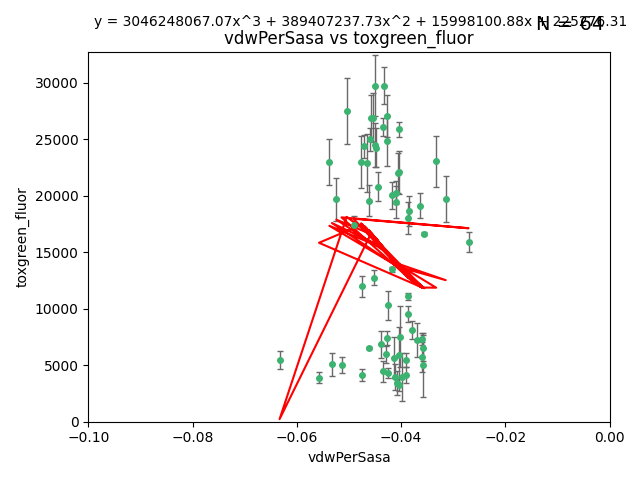 y = 3046248067.07x^3 + 389407237.73x^2 + 15998100.88x + 225276.31
N = 64
vdwPerSasa vs toxgreen_fluor
toxgreen_fluor
30000
25000
20000
15000
10000
5000
0
−0.10
−0.08
−0.06
−0.04
−0.02
0.00
vdwPerSasa